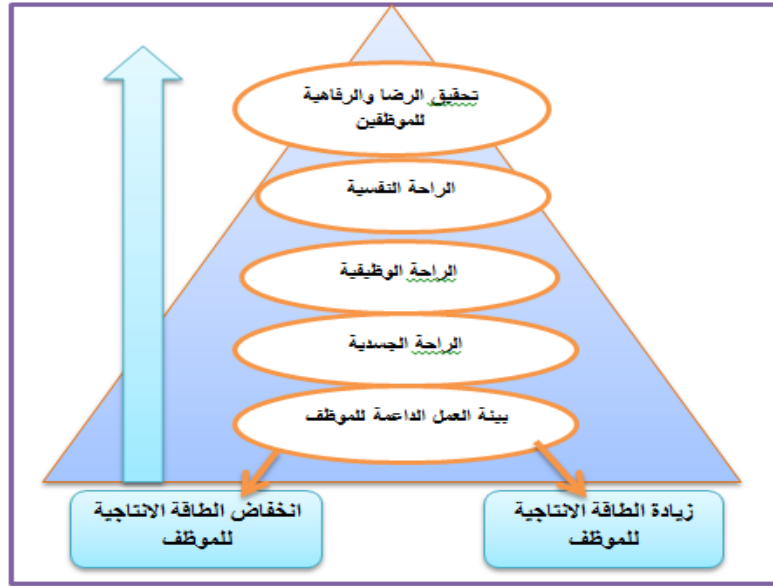 تحقيق الرضا والرفاهية
للموظفين
الراحة النفسية
الراحة الوظيفية
الراحة الجسدية
بيئة العمل الداعمة للموظف
زيادة الطاقة الانتاجية
للموظف
انخفاض الطاقة الانتاجية
للموظف